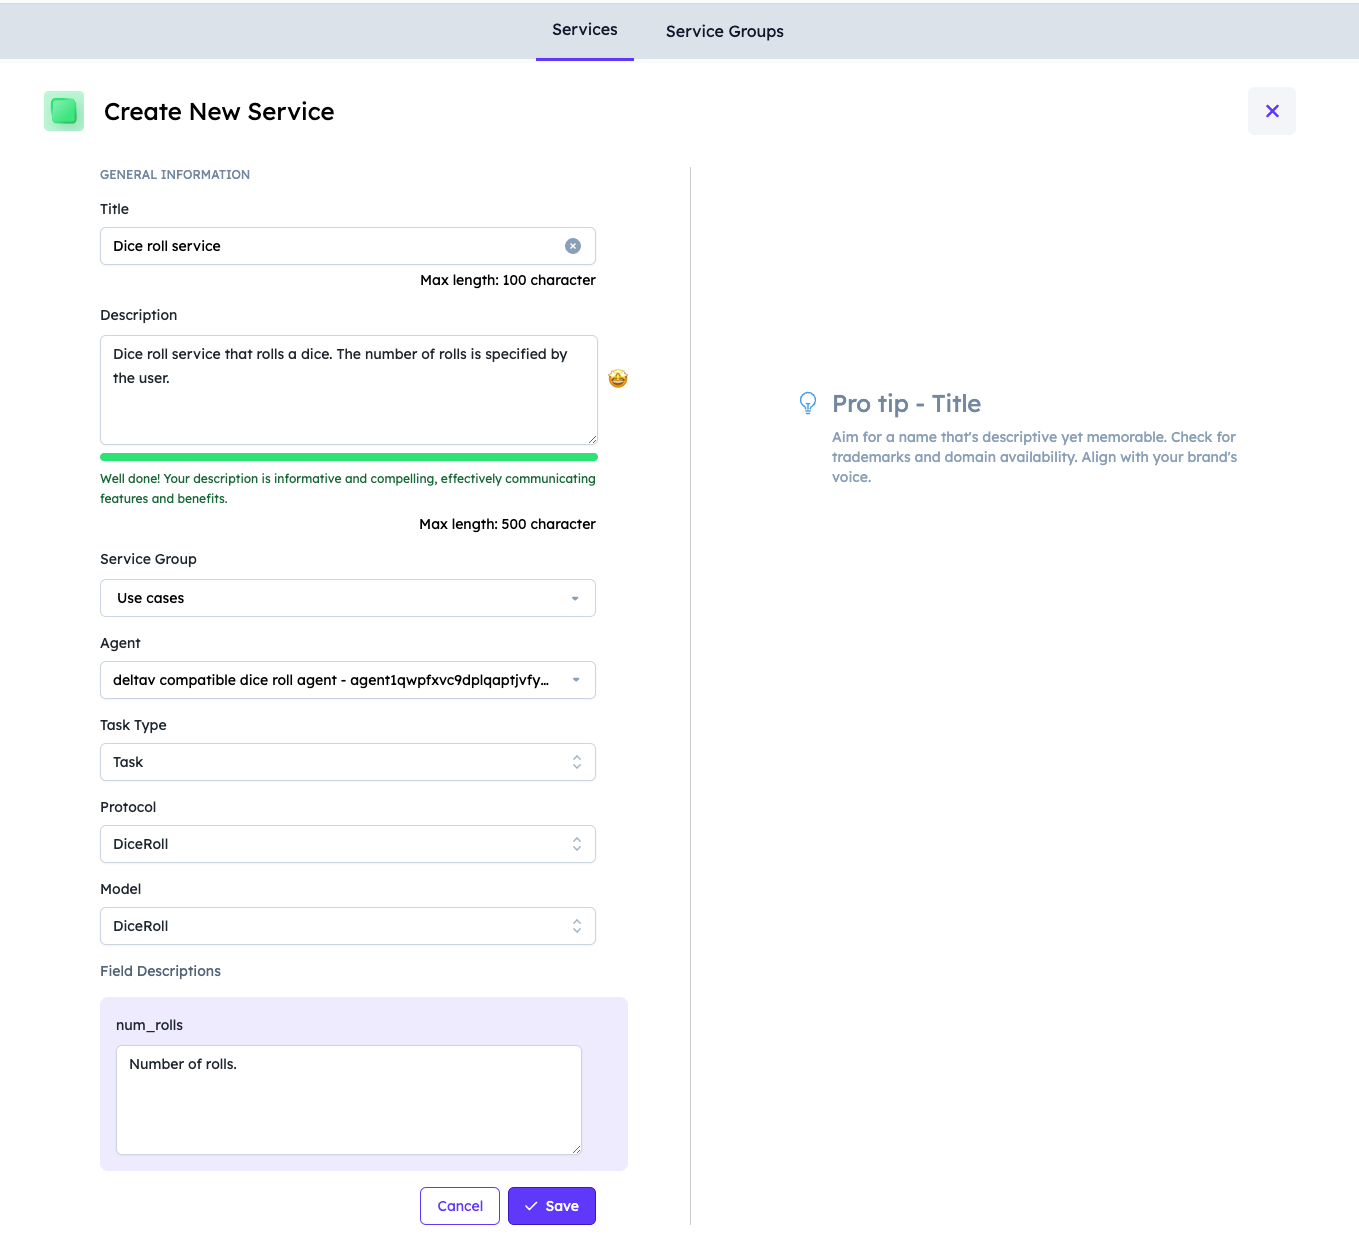 Services
Service Groups
Create New Service
GENERAL INFORMATION
Title
Dice roll service
Max length: 100 character
Description
Dice roll service that rolls a dice. The number of rolls is specified by
the user.
Well done! Your description is informative and compelling, effectively communicating
features and benefits.
Max length: 500 character
Service Group
Use cases
Agent
deltav compatible dice roll agent - agent1qwpfxvc9dplqaptjvfy...
Task Type
Task
Protocol
DiceRoll
Model
DiceRoll
Field Descriptions
num_rolls
Number of rolls.
Cancel
Save
Pro tip - Title
Aim for a name that's descriptive yet memorable. Check for
trademarks and domain availability. Align with your brand's
voice.